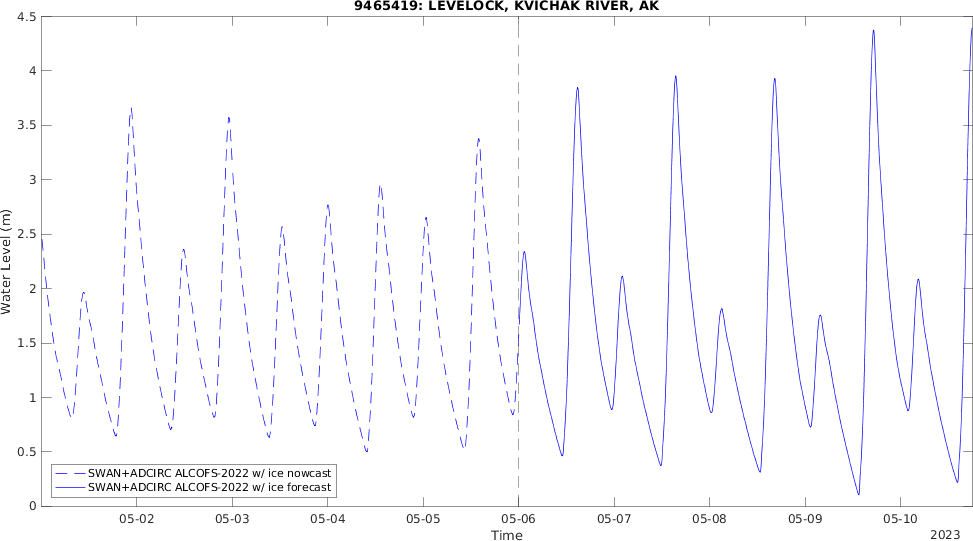 9465419: LEVELOCK, KVICHAK RIVER, AK
Water Level (m)
4.5
4
3.5
3
2.5
2
1.5
1
0.5
0
SWAN+ADCIRC ALCOFS-2022 w/ ice nowcast
SWAN+ADCIRC ALCOFS-2022 w/ ice forecast
05-02 05-03 05-04 05-05 05-06 05-07 05-08 05-09 05-10
Time
2023